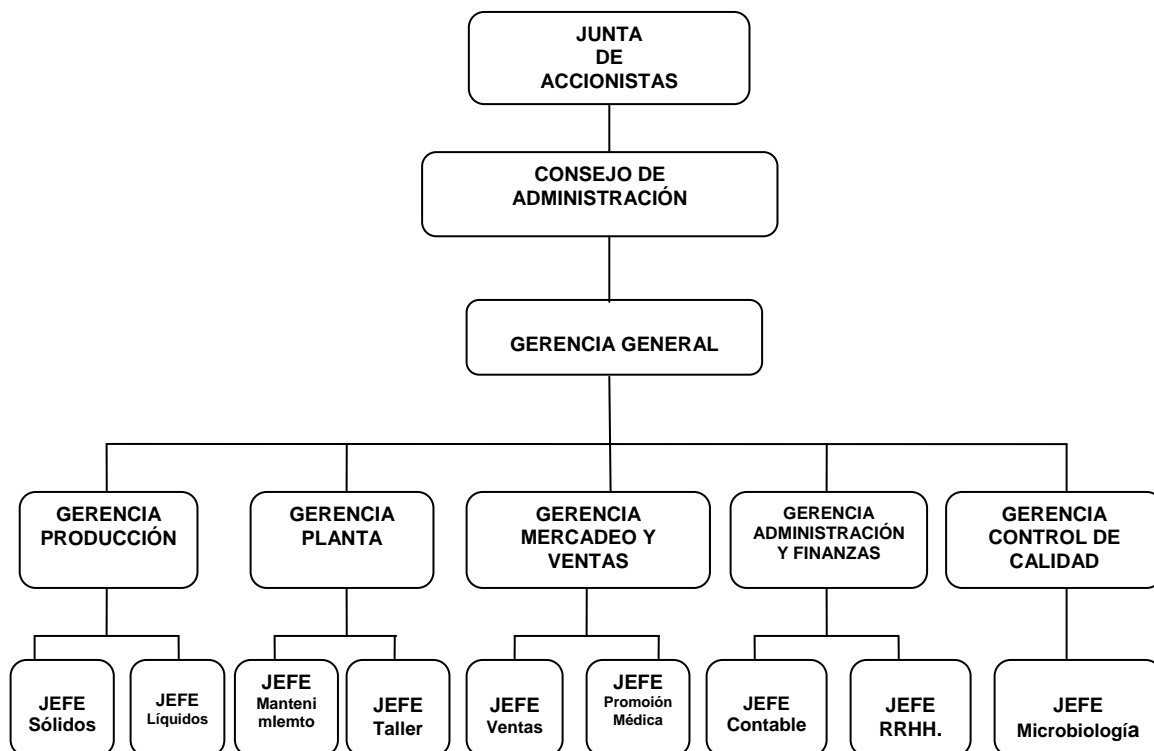 JUNTA
DE
ACCIONISTAS
CONSEJO DE
ADMINISTRACIÓN
GERENCIA GENERAL
GERENCIA
PRODUCCIÓN
GERENCIA
PLANTA
GERENCIA
MERCADEO Y
VENTAS
GERENCIA
ADMINISTRACIÓN
Y FINANZAS
GERENCIA
CONTROL DE
CALIDAD
JEFE
Sólidos
JEFE
Líquidos
JEFE
Manteni
mlemto
JEFE
Taller
JEFE
Ventas
JEFE
Promoión
Médica
JEFE
Contable
JEFE
RRHH.
JEFE
Microbiología